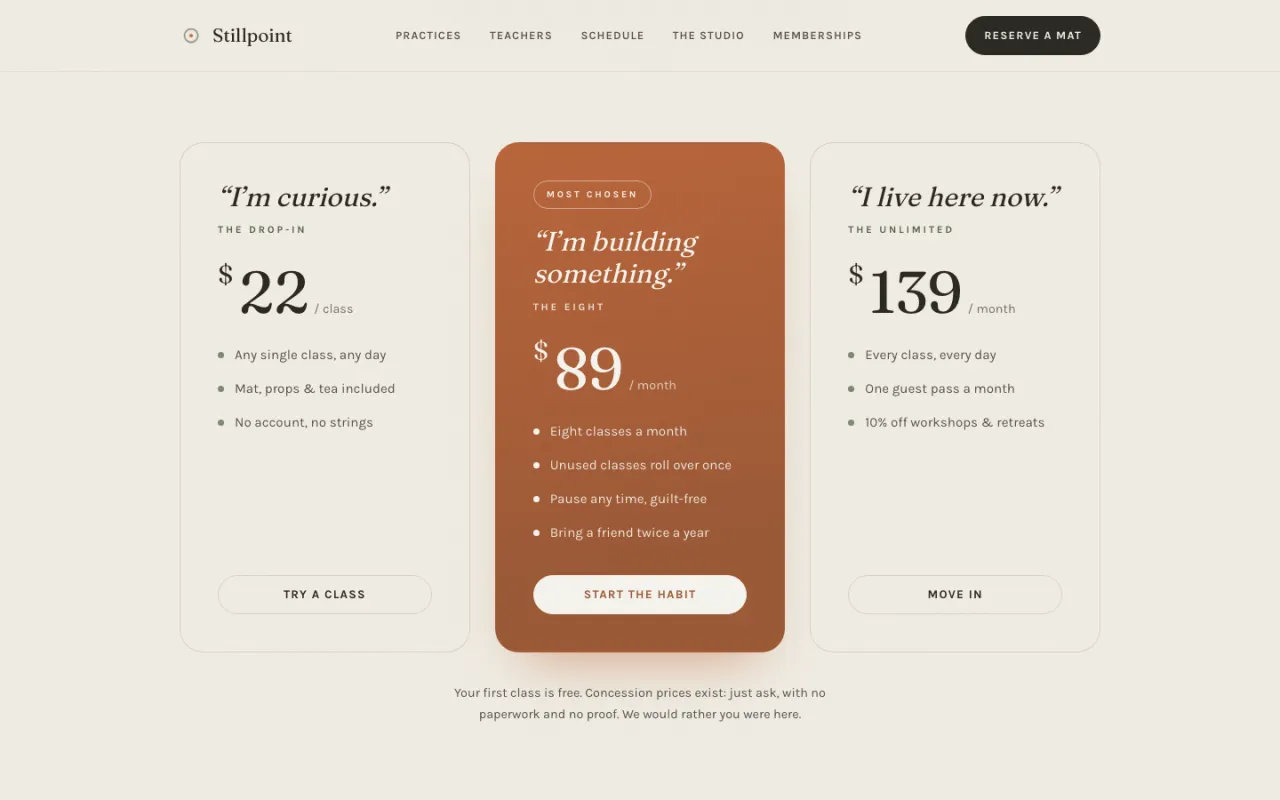 Stillpoint
PRACTICES
TEACHERS
SCHEDULE
THE STUDIO
MEMBERSHIPS
RESERVE A MAT
“I’m curious.”
THE DROP-IN
$22 / class
Any single class, any day
Mat, props & tea included
No account, no strings
TRY A CLASS
MOST CHOSEN
“I’m building
something.”
THE EIGHT
$89 / month
Eight classes a month
Unused classes roll over once
Pause any time, guilt-free
Bring a friend twice a year
START THE HABIT
“I live here now.”
THE UNLIMITED
$139 / month
Every class, every day
One guest pass a month
10% off workshops & retreats
MOVE IN
Your first class is free. Concession prices exist: just ask, with no
paperwork and no proof. We would rather you were here.